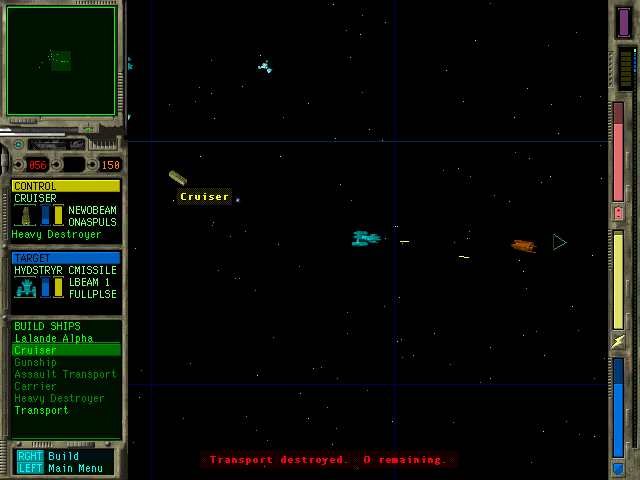 056 150
CONTROL
CRUISER
NEWOBEAM
ONASPULS
Heavy Destroyer
TARGET
HVDSTRYR CMISSILE
LBEAM 1
FULLPLSE
BUILD SHIPS
Lalande Alpha
Cruiser
Gunship
Assault Transport
Carrier
Heavy Destroyer
Transport
RGHT Build
LEFT Main Menu
Cruiser
Transport destroyed. 0 remaining.